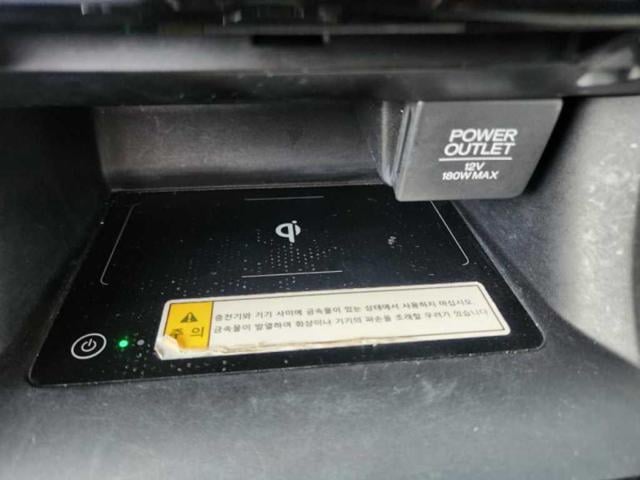 POWER
OUTLET
12V
180W MAX
qi
충전기와 기기 사이에 금속물이 있는 상태에서 사용하지 마십시오.
주 의
금속물이 발열하며 화상이나 기기의 파손을 초래할 우려가 있습니다